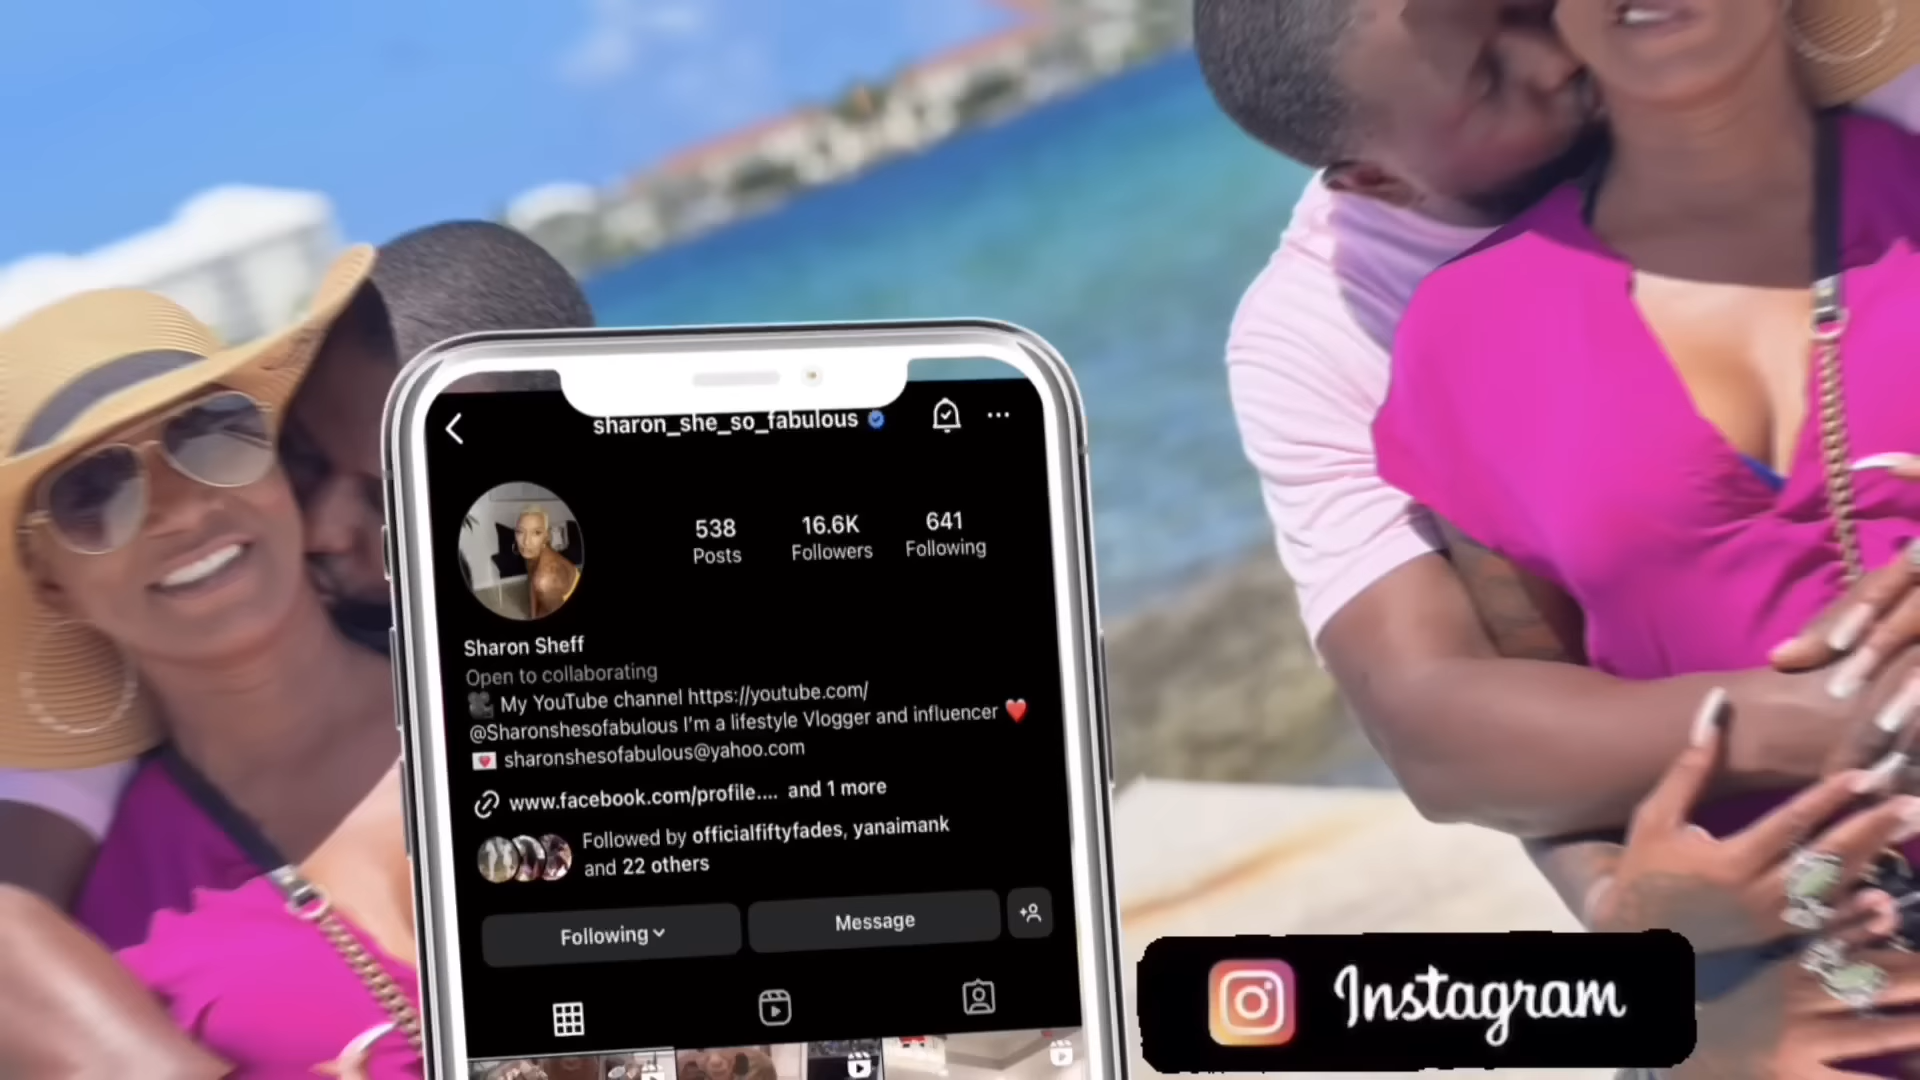 sharon_she_so_fabulous
538
Posts
16.6K
Followers
641
Following
Sharon Sheff
Open to collaborating
My YouTube channel https://youtube.com/
@Sharonshesofabulous I'm a lifestyle Vlogger and influencer ❤️
💌 sharonshesofabulous@yahoo.com
www.facebook.com/profile.... and 1 more
Followed by officialfiftyfades, yanaimank
and 22 others
Following
Message
Instagram